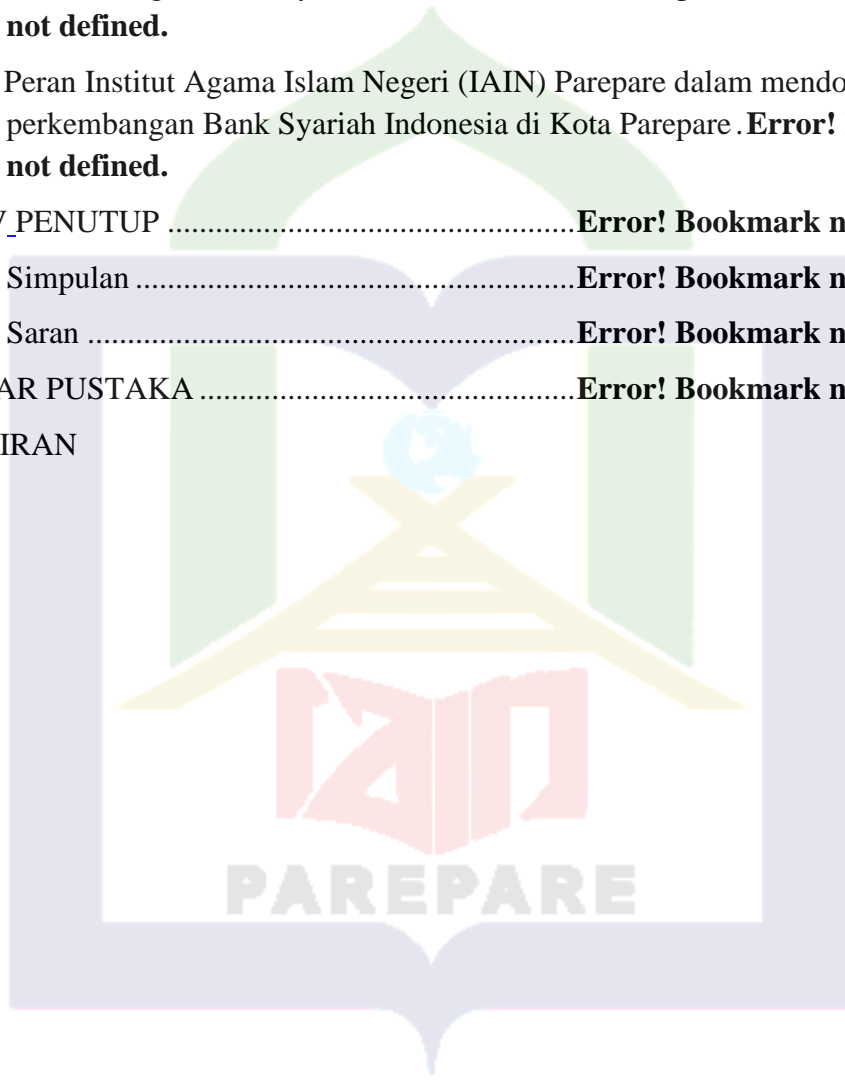 not defined.
Peran Institut Agama Islam Negeri (IAIN) Parepare dalam mendo
perkembangan Bank Syariah Indonesia di Kota Parepare .Error!
not defined.
V PENUTUP ....................................................Error! Bookmark n
Simpulan ......................................................Error! Bookmark n
Saran ............................................................Error! Bookmark n
AR PUSTAKA ..............................................Error! Bookmark n
IRAN
iain
PAREPARE